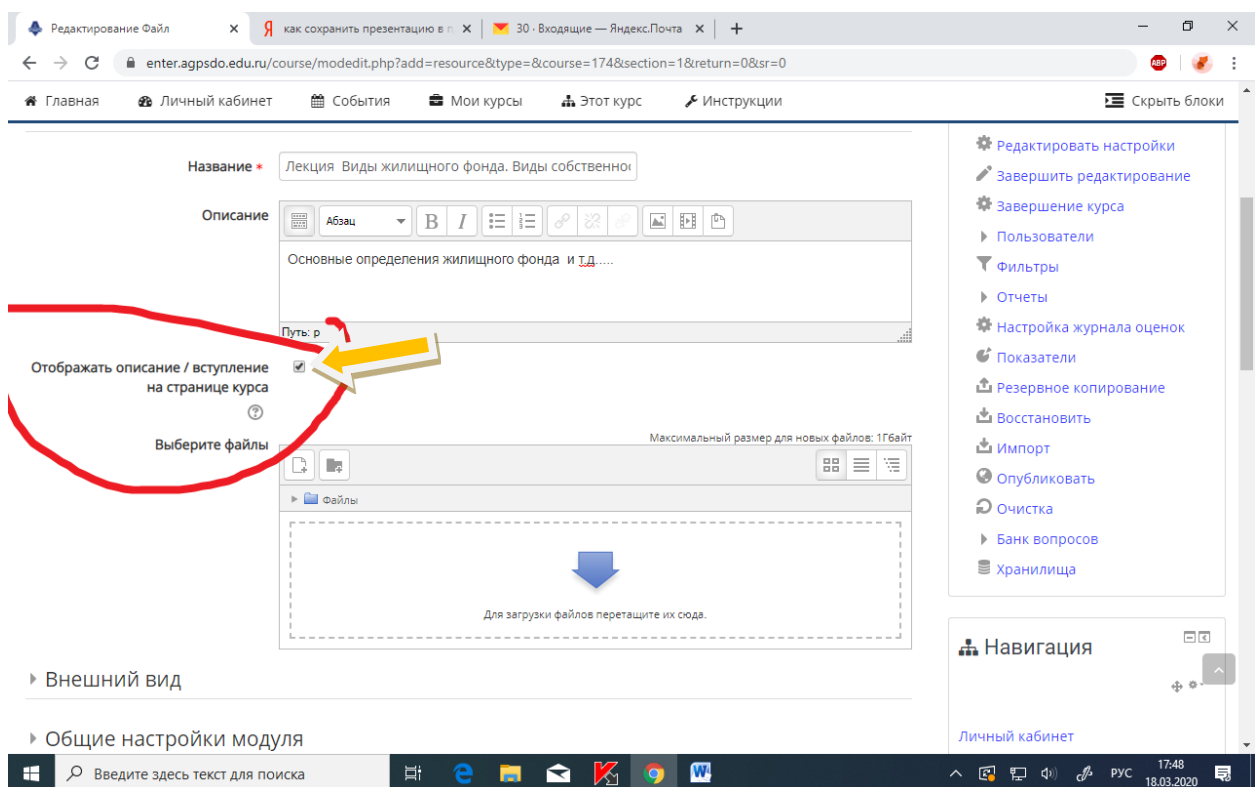 Редактирование Файл
как сохранить презентацию в п
30 · Входящие — Яндекс.Почта
enter.agpsdo.edu.ru/course/modedit.php?add=resource&type=&course=174&section=1&return=0&sr=0
ABP
Главная Личный кабинет События Мои курсы Этот курс Инструкции Скрыть блоки
Название
Лекция Виды жилищного фонда. Виды собственнос
Описание
Абзац B I
Основные определения жилищного фонда и т.д.....
Путь: p
Отображать описание / вступление
на странице курса
Выберите файлы
Максимальный размер для новых файлов: 1Гбайт
Файлы
Для загрузки файлов перетащите их сюда.
Внешний вид
Общие настройки модуля
Редактировать настройки
Завершить редактирование
Завершение курса
Пользователи
Фильтры
Отчеты
Настройка журнала оценок
Показатели
Резервное копирование
Восстановить
Импорт
Опубликовать
Очистка
Банк вопросов
Хранилища
Навигация
Личный кабинет
Введите здесь текст для поиска
РУС
17:48
18.03.2020